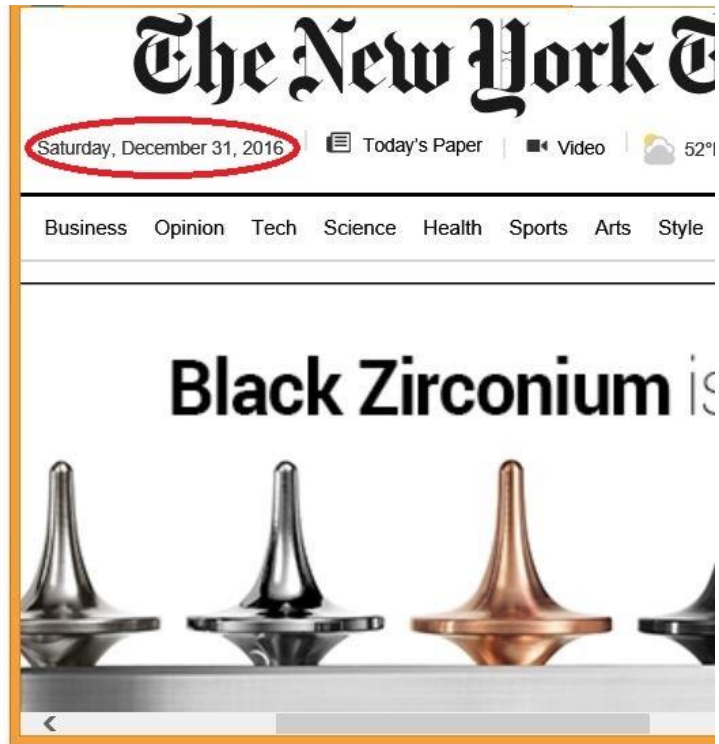 The New York
Saturday, December 31, 2016 Today's Paper Video 52°
Business Opinion Tech Science Health Sports Arts Style
Black Zirconium is